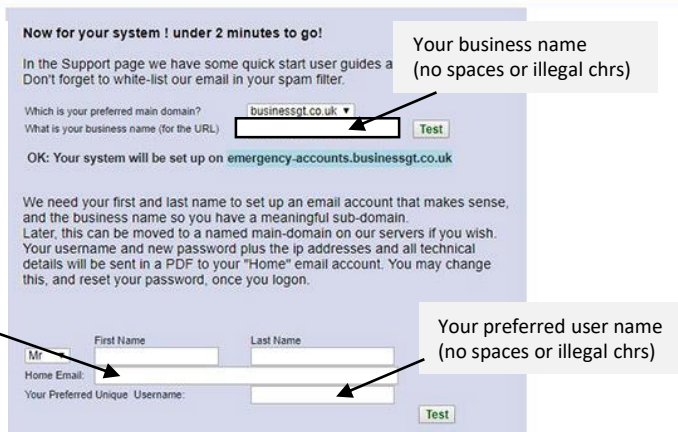 Now for your system ! under 2 minutes to go!
In the Support page we have some quick start user guides a
Don't forget to white-list our email in your spam filter.
Your business name
(no spaces or illegal chrs)
Which is your preferred main domain? businessgt.co.uk
What is your business name (for the URL) Test
OK: Your system will be set up on emergency-accounts.businessgt.co.uk
We need your first and last name to set up an email account that makes sense,
and the business name so you have a meaningful sub-domain.
Later, this can be moved to a named main-domain on our servers if you wish.
Your username and new password plus the ip addresses and all technical
details will be sent in a PDF to your "Home" email account. You may change
this, and reset your password, once you logon.
Your preferred user name
(no spaces or illegal chrs)
First Name Last Name
Mr
Home Email:
Your Preferred Unique Username:
Test